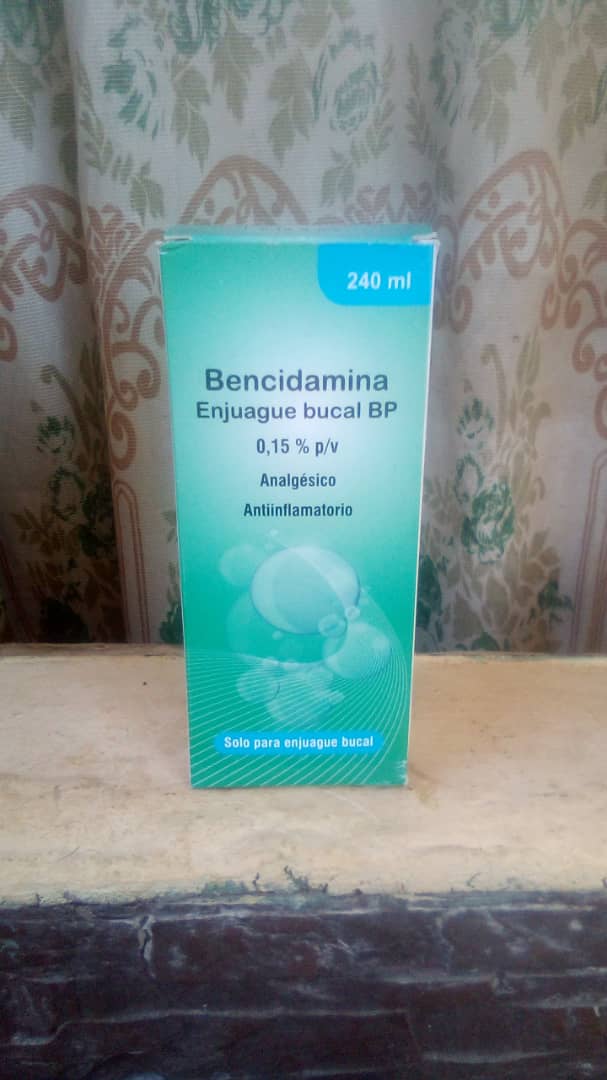 240 ml
Bencidamina
Enjuague bucal BP
0,15 % p/v
Analgésico
Antiinflamatorio
Solo para enjuague bucal